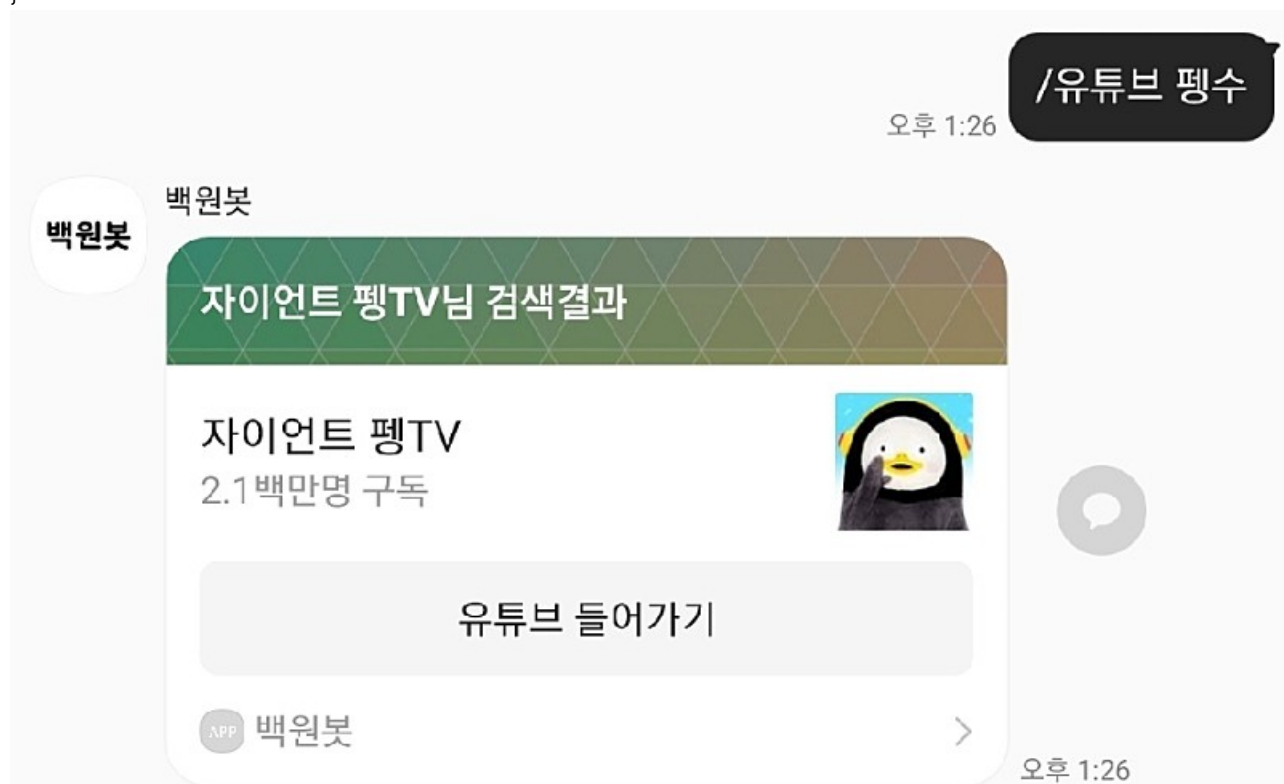 /유튜브 펭수
오후 1:26
백원봇
백원봇
자이언트 펭TV님 검색결과
자이언트 펭TV
2.1백만명 구독
유튜브 들어가기
APP 백원봇
오후 1:26